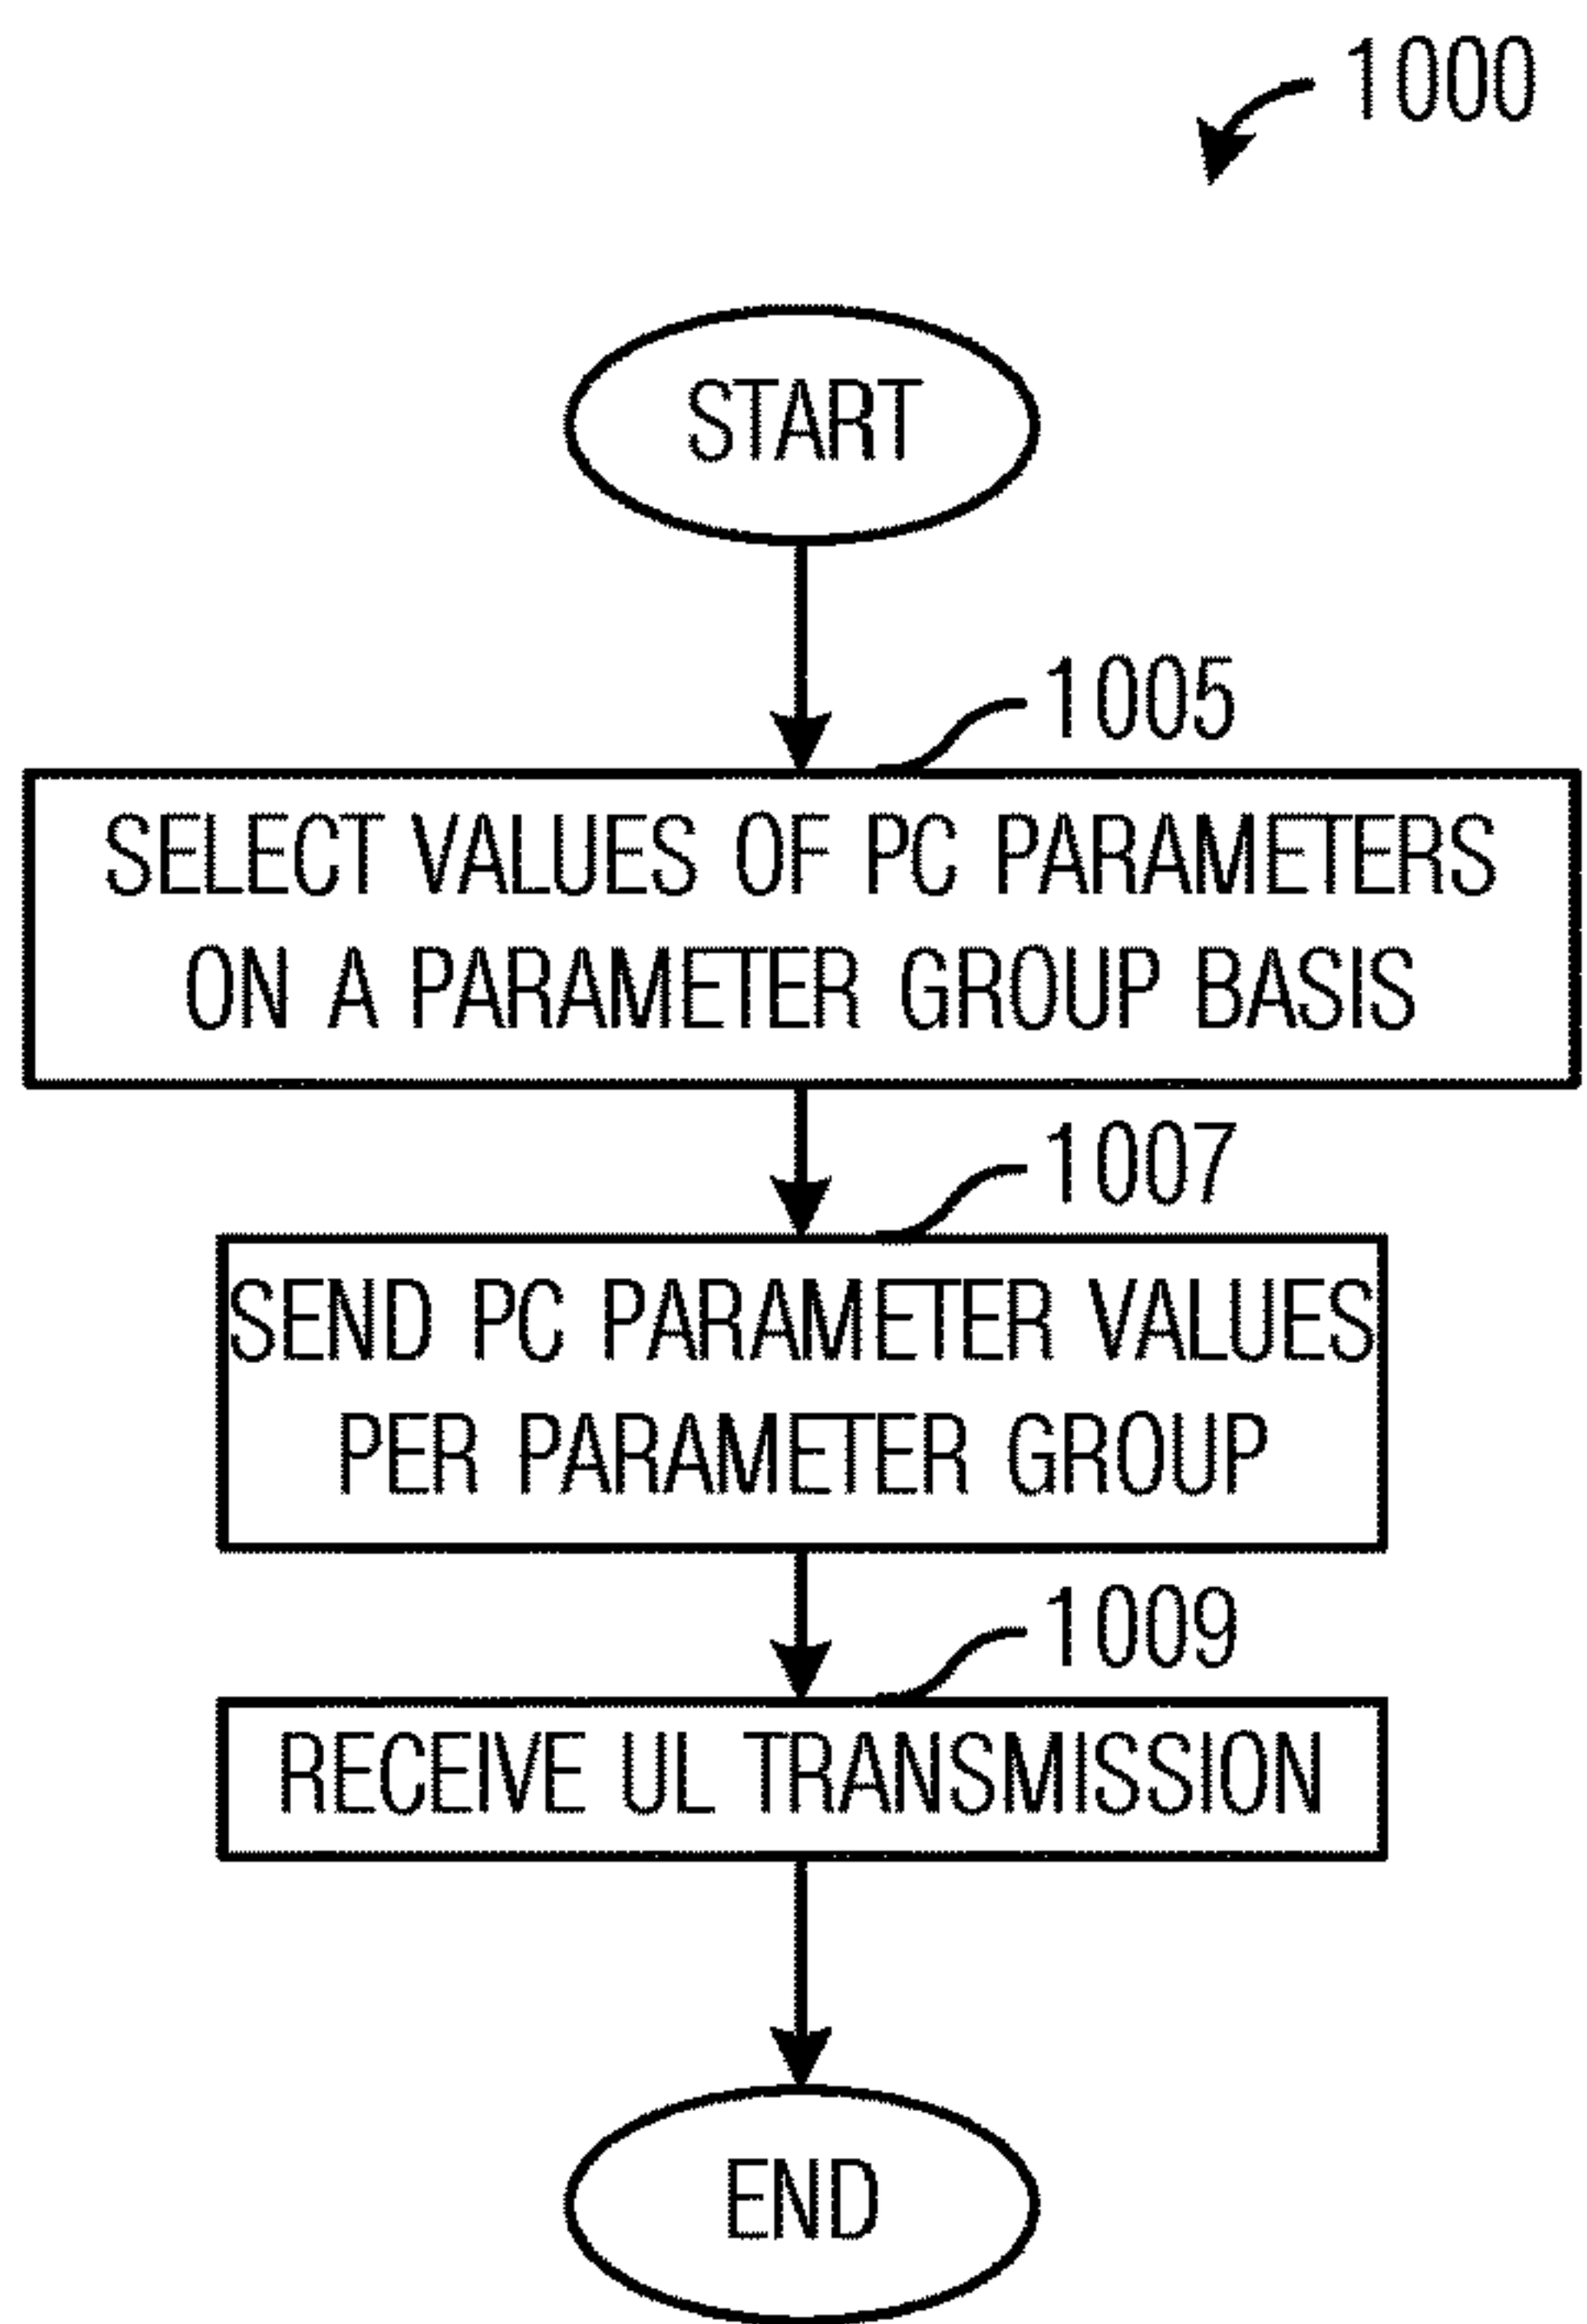 1000
START
1005
SELECT VALUES OF PC PARAMETERS
ON A PARAMETER GROUP BASIS
1007
SEND PC PARAMETER VALUES
PER PARAMETER GROUP
1009
RECEIVE UL TRANSMISSION
END